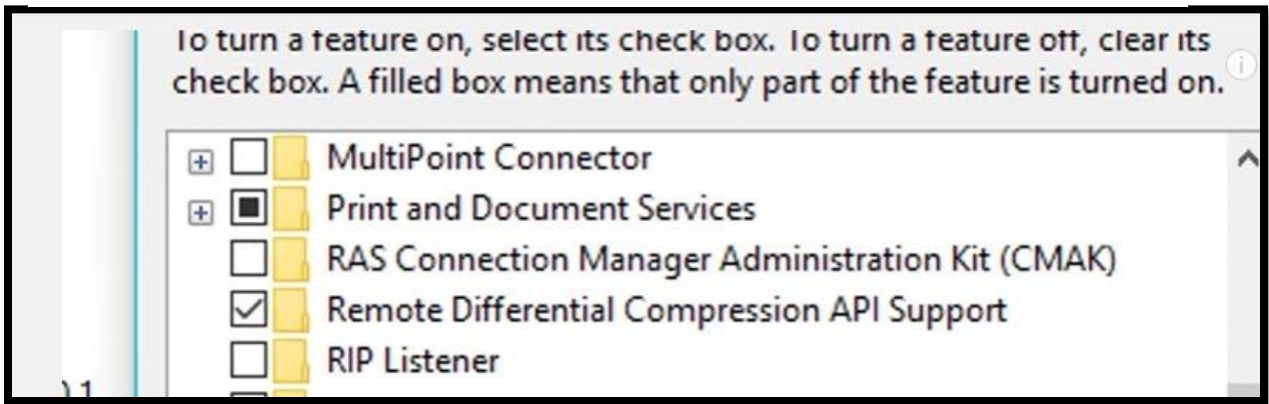 To turn a feature on, select its check box. To turn a feature off, clear its
check box. A filled box means that only part of the feature is turned on.
MultiPoint Connector
Print and Document Services
RAS Connection Manager Administration Kit (CMAK)
Remote Differential Compression API Support
RIP Listener